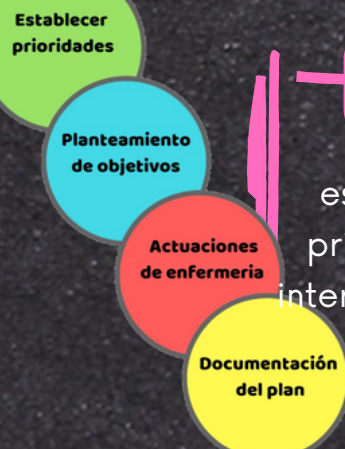 Establecer
prioridades
Planteamiento
de objetivos
Actuaciones
de enfermeria
Documentación
del plan